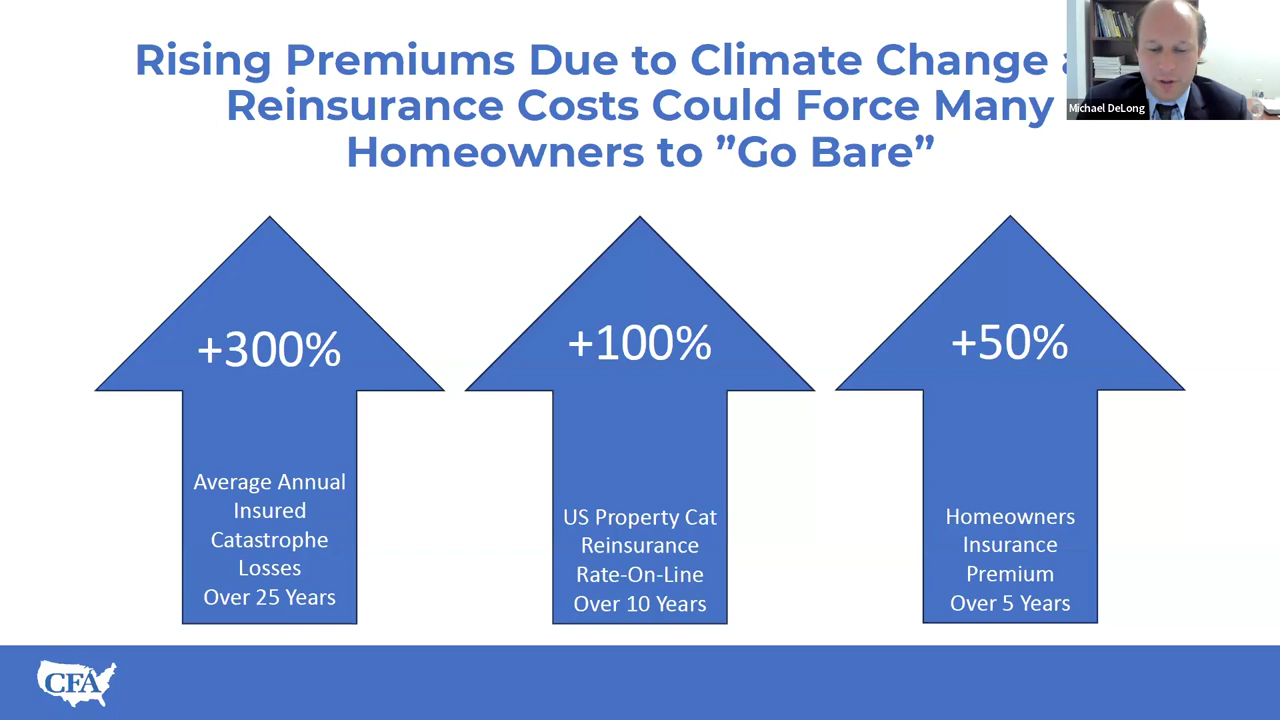 Rising Premiums Due to Climate Change
Reinsurance Costs Could Force Many
Homeowners to ”Go Bare”
Michael DeLong
+300%
Average Annual
Insured
Catastrophe
Losses
Over 25 Years
+100%
US Property Cat
Reinsurance
Rate-On-Line
Over 10 Years
+50%
Homeowners
Insurance
Premium
Over 5 Years
CFA